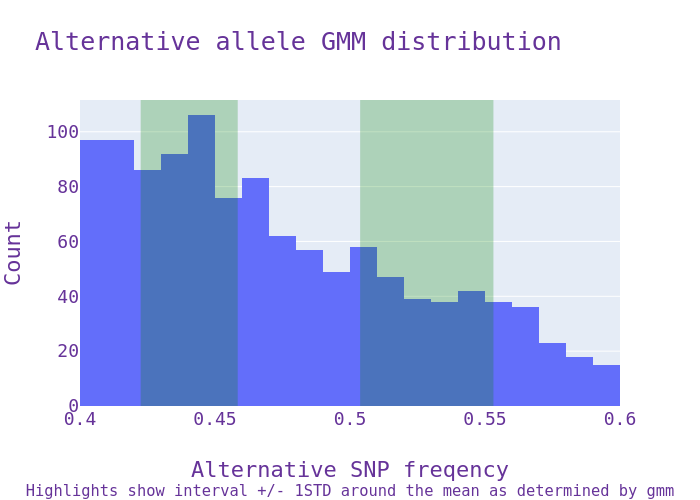 Alternative allele GMM distribution
100
80
60
40
20
0
Count
0.4 0.45 0.5 0.55 0.6
Alternative SNP freqency
Highlights show interval +/- 1STD around the mean as determined by gmm